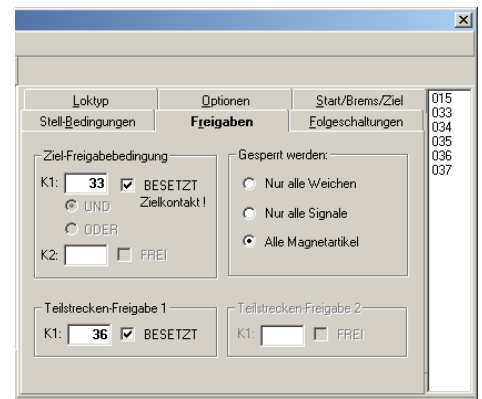 Loktyp Optionen Start/Brems/Ziel
Stell-Bedingungen Freigaben Folgeschaltungen
Ziel-Freigabebedingung
K1: 33 BESETZT
Zielkontakt !
UND
ODER
K2: FREI
Gesperrt werden:
Nur alle Weichen
Nur alle Signale
Alle Magnetartikel
Teilstrecken-Freigabe 1
K1: 36 BESETZT
Teilstrecken-Freigabe 2
K1: FREI
015
033
034
035
036
037